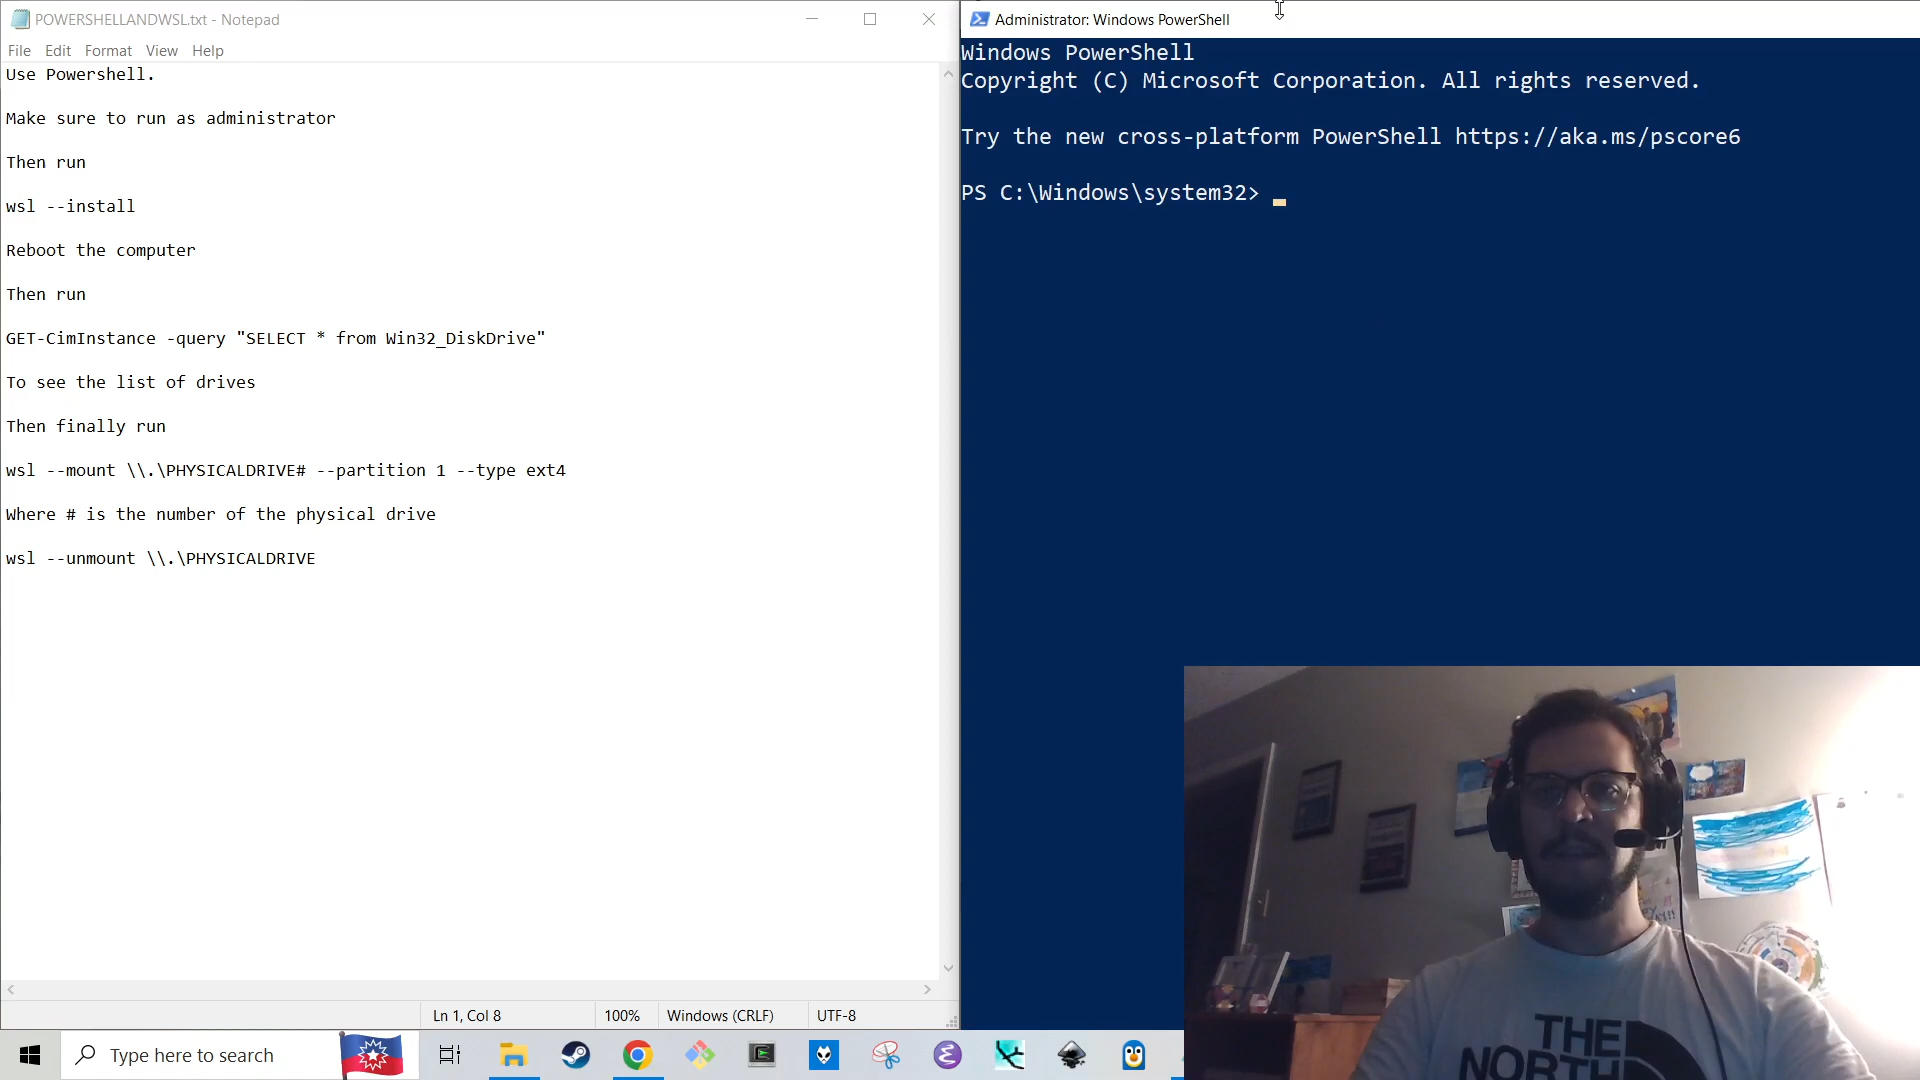 POWERSHELLANDWSL.txt - Notepad
File Edit Format View Help
Use Powershell.
Make sure to run as administrator
Then run
wsl --install
Reboot the computer
Then run
GET-CimInstance -query "SELECT * from Win32_DiskDrive"
To see the list of drives
Then finally run
wsl --mount \\.\PHYSICALDRIVE# --partition 1 --type ext4
Where # is the number of the physical drive
wsl --unmount \\.\PHYSICALDRIVE
Ln 1, Col 8
100%
Windows (CRLF)
UTF-8
Administrator: Windows PowerShell
Windows PowerShell
Copyright (C) Microsoft Corporation. All rights reserved.
Try the new cross-platform PowerShell https://aka.ms/pscore6
PS C:\Windows\system32>
THE
NORTH
Type here to search